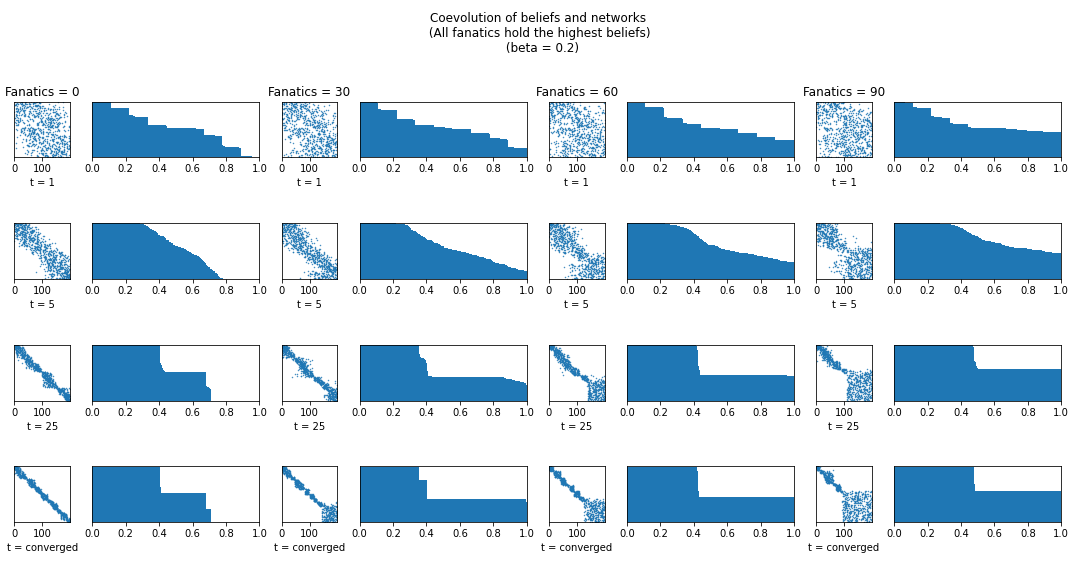 Coevolution of beliefs and networks
(All fanatics hold the highest beliefs)
(beta = 0.2)
Fanatics = 0 Fanatics = 30 Fanatics = 60 Fanatics = 90
0 100 0.0 0.2 0.4 0.6 0.8 1.0 0 100 0.0 0.2 0.4 0.6 0.8 1.0 0 100 0.0 0.2 0.4 0.6 0.8 1.0 0 100 0.0 0.2 0.4 0.6 0.8 1.0
t = 1 t = 1 t = 1 t = 1
0 100 0.0 0.2 0.4 0.6 0.8 1.0 0 100 0.0 0.2 0.4 0.6 0.8 1.0 0 100 0.0 0.2 0.4 0.6 0.8 1.0 0 100 0.0 0.2 0.4 0.6 0.8 1.0
t = 5 t = 5 t = 5 t = 5
0 100 0.0 0.2 0.4 0.6 0.8 1.0 0 100 0.0 0.2 0.4 0.6 0.8 1.0 0 100 0.0 0.2 0.4 0.6 0.8 1.0 0 100 0.0 0.2 0.4 0.6 0.8 1.0
t = 25 t = 25 t = 25 t = 25
0 100 0.0 0.2 0.4 0.6 0.8 1.0 0 100 0.0 0.2 0.4 0.6 0.8 1.0 0 100 0.0 0.2 0.4 0.6 0.8 1.0 0 100 0.0 0.2 0.4 0.6 0.8 1.0
t = converged t = converged t = converged t = converged